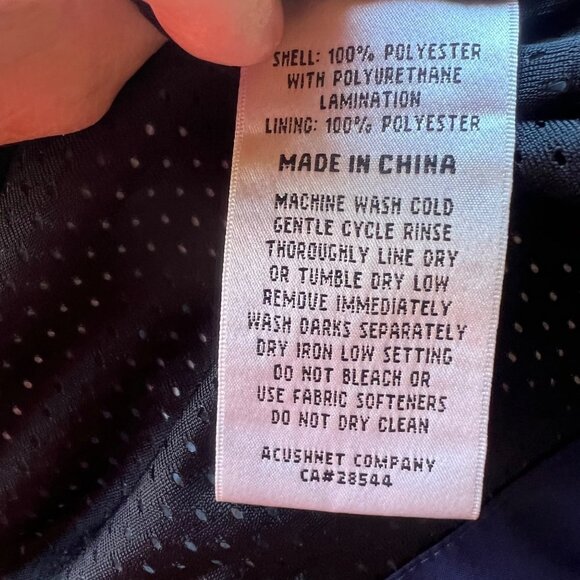 SHELL: 100% POLYESTER
WITH POLYURETHANE
LAMINATION
LINING: 100% POLYESTER
MADE IN CHINA
MACHINE WASH COLD
GENTLE CYCLE RINSE
THOROUGHLY LINE DRY
OR TUMBLE DRY LOW
REMOVE IMMEDIATELY
WASH DARKS SEPARATELY
DRY IRON LOW SETTING
DO NOT BLEACH OR
USE FABRIC SOFTENERS
DO NOT DRY CLEAN
ACUSHNET COMPANY
CA#28544